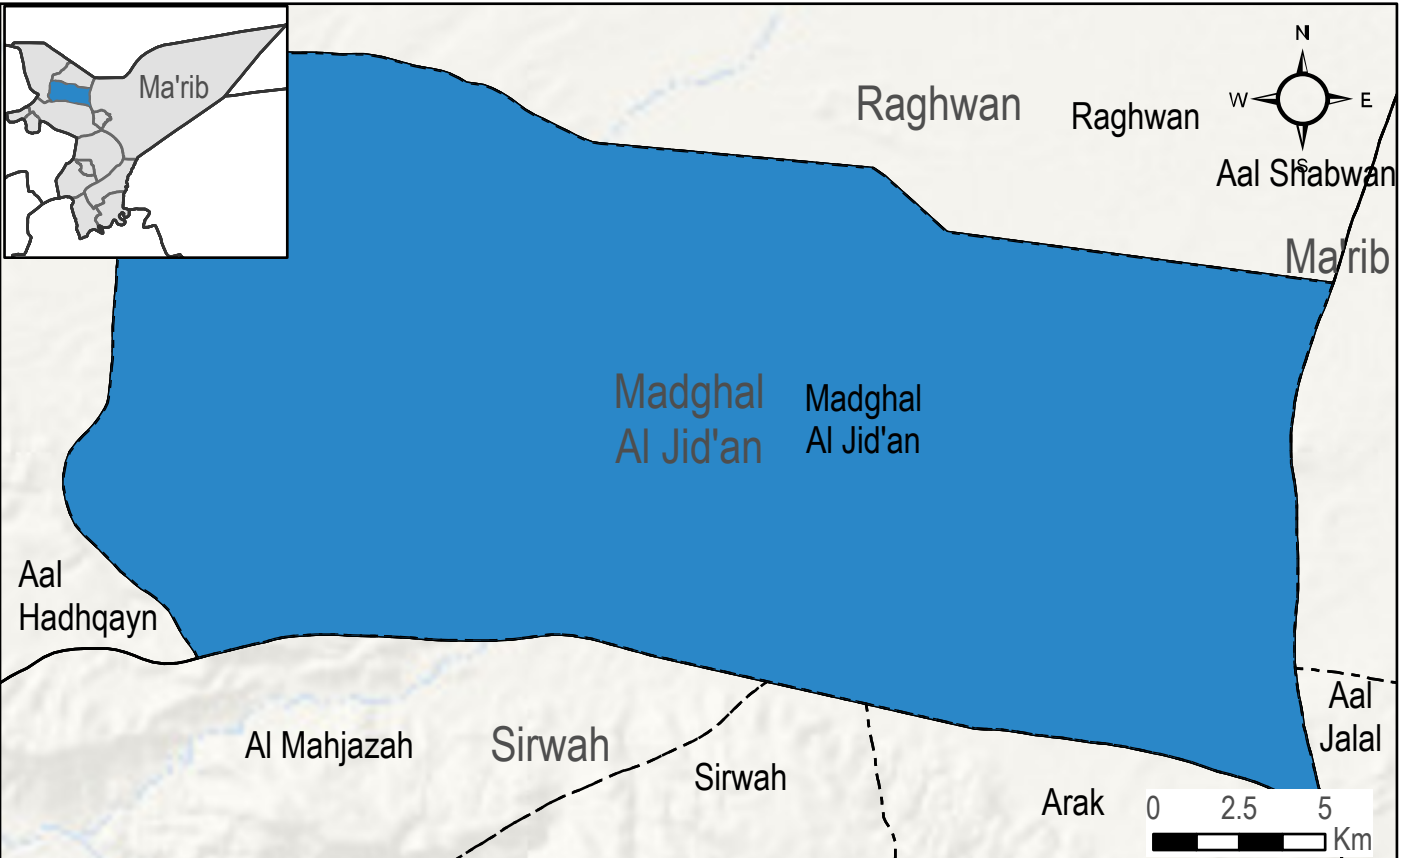 Ma'rib
N
W
E
S
Raghwan
Raghwan
Aal Shabwan
Ma'rib
Madghal
Al Jid'an
Madghal
Al Jid'an
Aal
Hadhqayn
Al Mahjazah
Sirwah
Sirwah
Arak
Aal
Jalal
0 2.5 5
Km